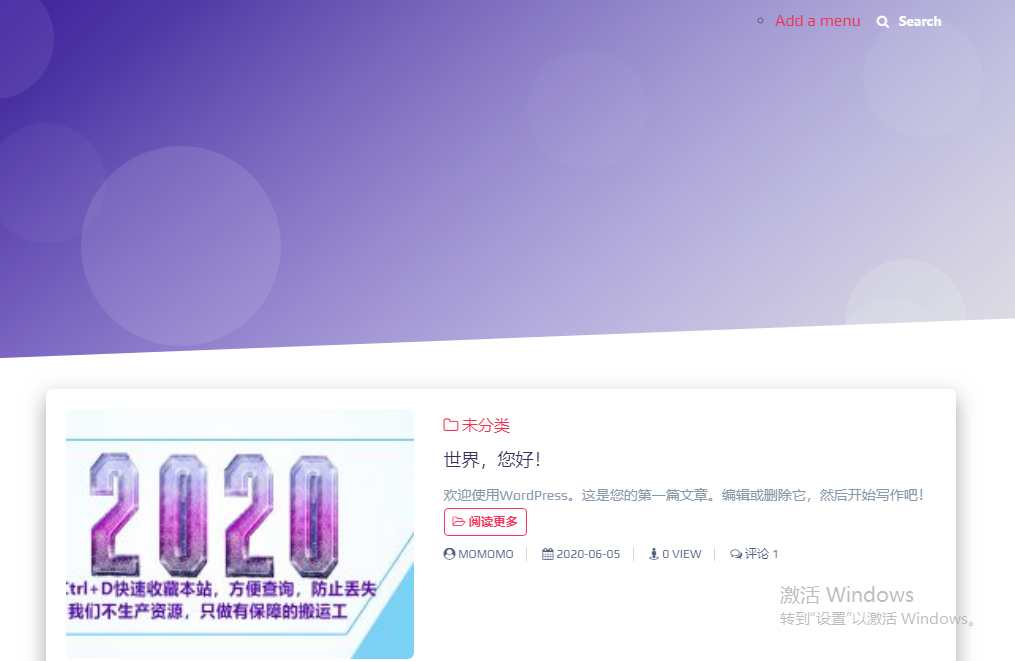 Add a menu
Search
未分类
世界，您好！
欢迎使用WordPress。这是您的第一篇文章。编辑或删除它，然后开始写作吧！
阅读更多
MOMOMO 2020-06-05 0 VIEW 评论 1
2020
Ctrl+D快速收藏本站，方便查询，防止丢失
我们不生产资源，只做有保障的搬运工
激活 Windows
转到"设置"以激活 Windows。